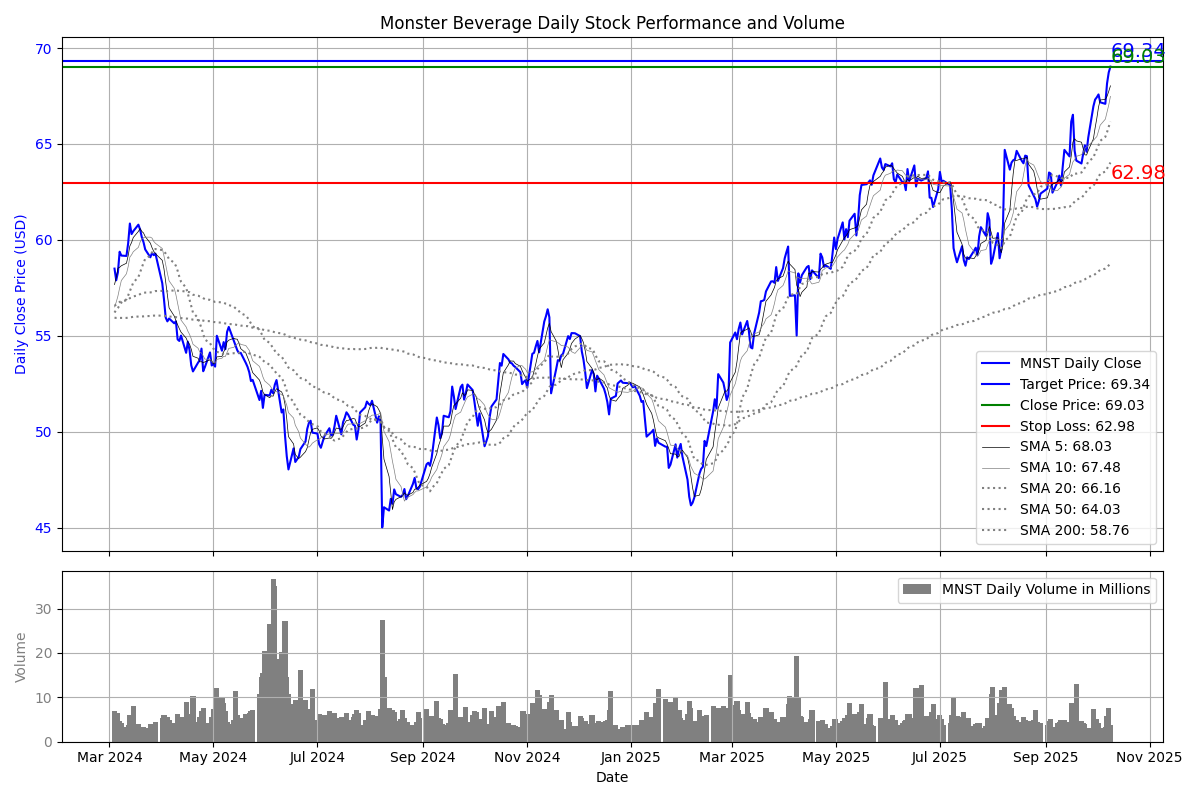 Monster Beverage Daily Stock Performance and Volume
Daily Close Price (USD)
70
65
60
55
50
45
69.34
69.03
62.98
MNST Daily Close
Target Price: 69.34
Close Price: 69.03
Stop Loss: 62.98
SMA 5: 68.03
SMA 10: 67.48
SMA 20: 66.16
SMA 50: 64.03
SMA 200: 58.76
Volume
30
20
10
0
MNST Daily Volume in Millions
Mar 2024 May 2024 Jul 2024 Sep 2024 Nov 2024 Jan 2025 Mar 2025 May 2025 Jul 2025 Sep 2025 Nov 2025
Date